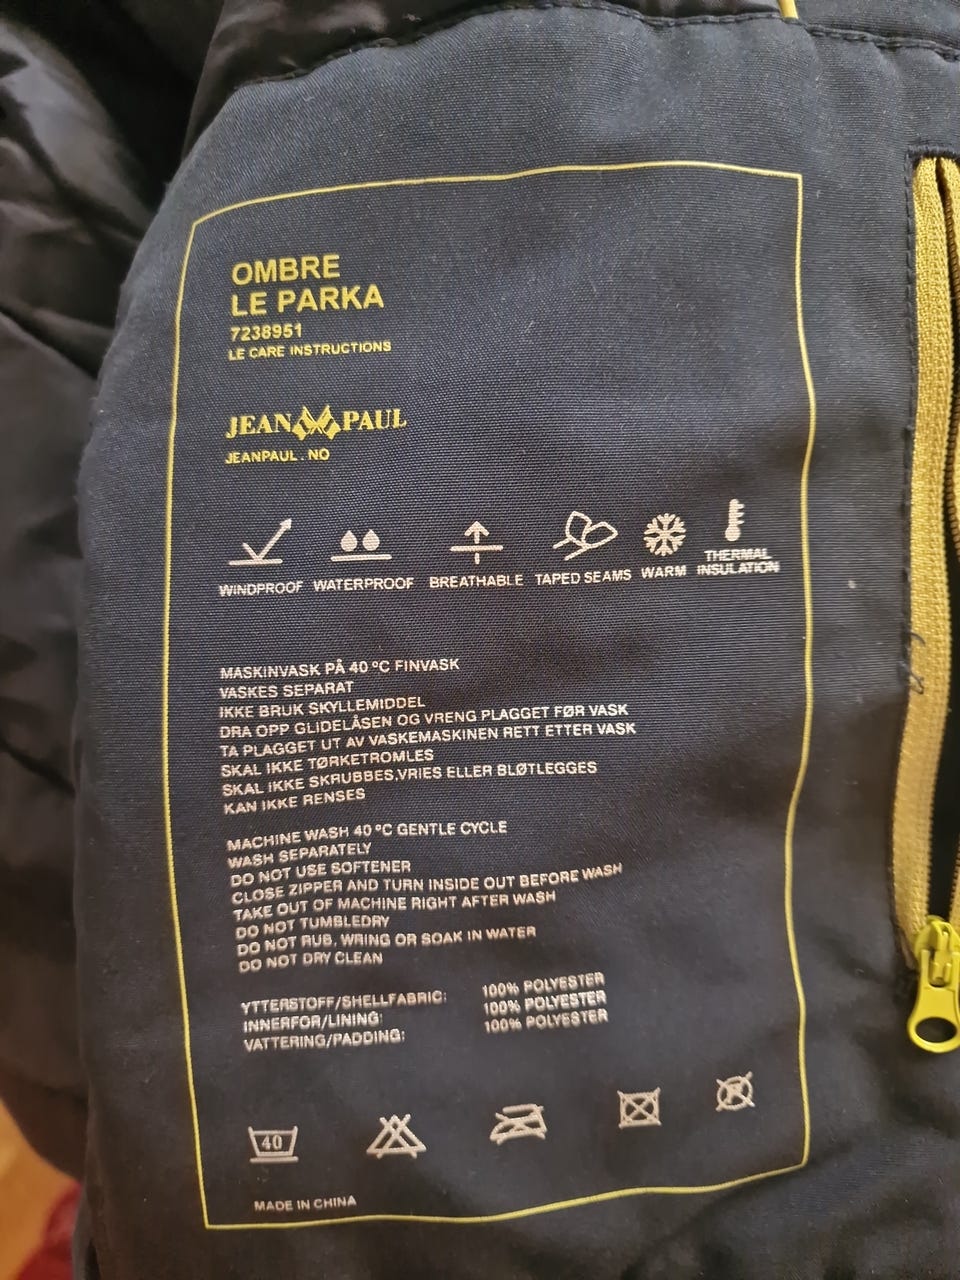 OMBRE
LE PARKA
7238951
LE CARE INSTRUCTIONS
JEAN PAUL
JEANPAUL.NO
WINDPROOF WATERPROOF BREATHABLE TAPED SEAMS WARM THERMAL INSULATION
MASKINVASK PÅ 40 ºC FINVASK
VASKES SEPARAT
IKKE BRUK SKYLLEMIDDEL
DRA OPP GLIDELÅSEN OG VRENG PLAGGET FØR VASK
TA PLAGGET UT AV VASKEMASKINEN RETT ETTER VASK
SKAL IKKE TØRKETROMLES
SKAL IKKE SKRUBBES,VRIES ELLER BLØTLEGGES
KAN IKKE RENSES
MACHINE WASH 40 ºC GENTLE CYCLE
WASH SEPARATELY
DO NOT USE SOFTENER
CLOSE ZIPPER AND TURN INSIDE OUT BEFORE WASH
TAKE OUT OF MACHINE RIGHT AFTER WASH
DO NOT TUMBLEDRY
DO NOT RUB, WRING OR SOAK IN WATER
DO NOT DRY CLEAN
YTTERSTOFF/SHELLFABRIC: 100% POLYESTER
INNERFOR/LINING: 100% POLYESTER
VATTERING/PADDING: 100% POLYESTER
40
MADE IN CHINA